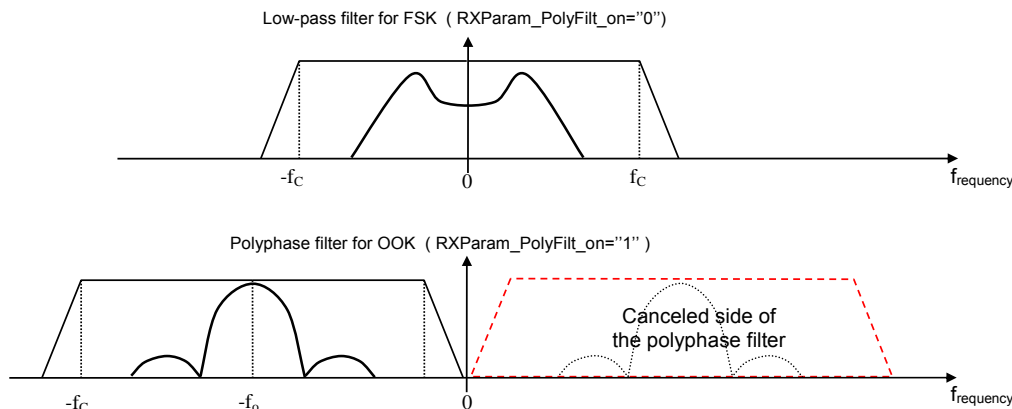 Low-pass filter for FSK ( RXParam_PolyFilt_on=''0'')
-fC
0
fC
frequency
Polyphase filter for OOK ( RXParam_PolyFilt_on=''1'' )
Canceled side of
the polyphase filter
-fC
-fo
0
frequency